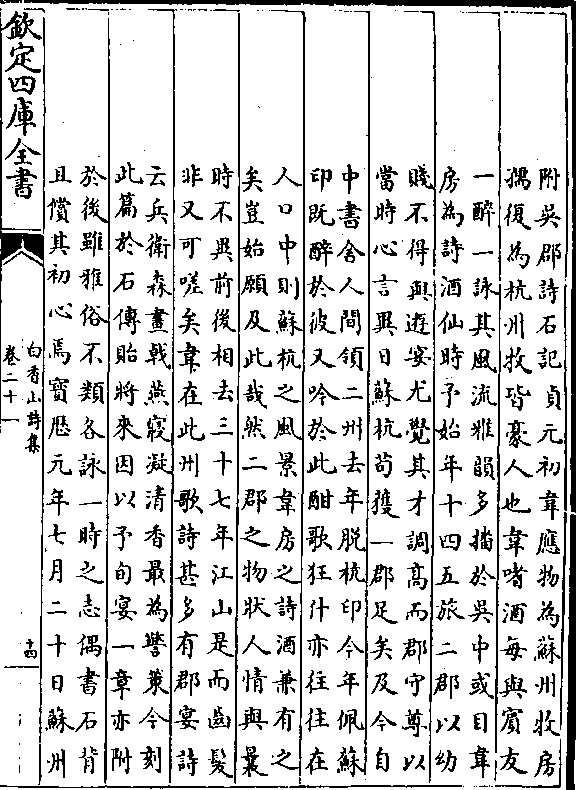 附吳郡詩石記貞元初韋應物為蘇州牧房
孺復為杭州牧皆豪人也韋嗜酒每與賓友
一醉一詠其風流雅韻多播於吳中或目韋
房為詩酒仙時予始年十四五旅二郡以幼
賤不得與遊宴尤覺其才調高而郡守尊以
當時心言異日蘇杭苟獲一郡足矣及今自
中書舍人間領二州去年脫杭印今年佩蘇
印既醉於彼又吟於此酣歌狂什亦往往在
人口中則蘇杭之風景韋房之詩酒兼有之
矣豈始願及此哉然二郡之物狀人情與曩
時不異前後相去三十七年江山是而齒髮
非又可嗟矣韋在此州歌詩甚多有郡宴詩
云兵衛森畫戟燕寢凝清香最為警策今刻
此篇於石傳貽將來因以予旬宴一章亦附
於後雖雅俗不類各詠一時之志偶書石背
且償其初心焉寶厯元年七月二十日蘇州
欽定四庫全書
白香山詩集
卷二十一
十四